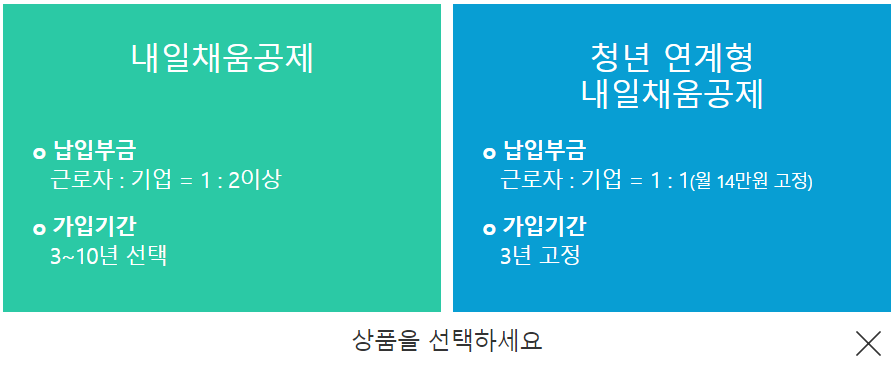 내일채움공제
o 납입부금
근로자 : 기업 = 1 : 2이상
o 가입기간
3~10년 선택
청년 연계형
내일채움공제
o 납입부금
근로자 : 기업 = 1 : 1(월 14만원 고정)
o 가입기간
3년 고정
상품을 선택하세요